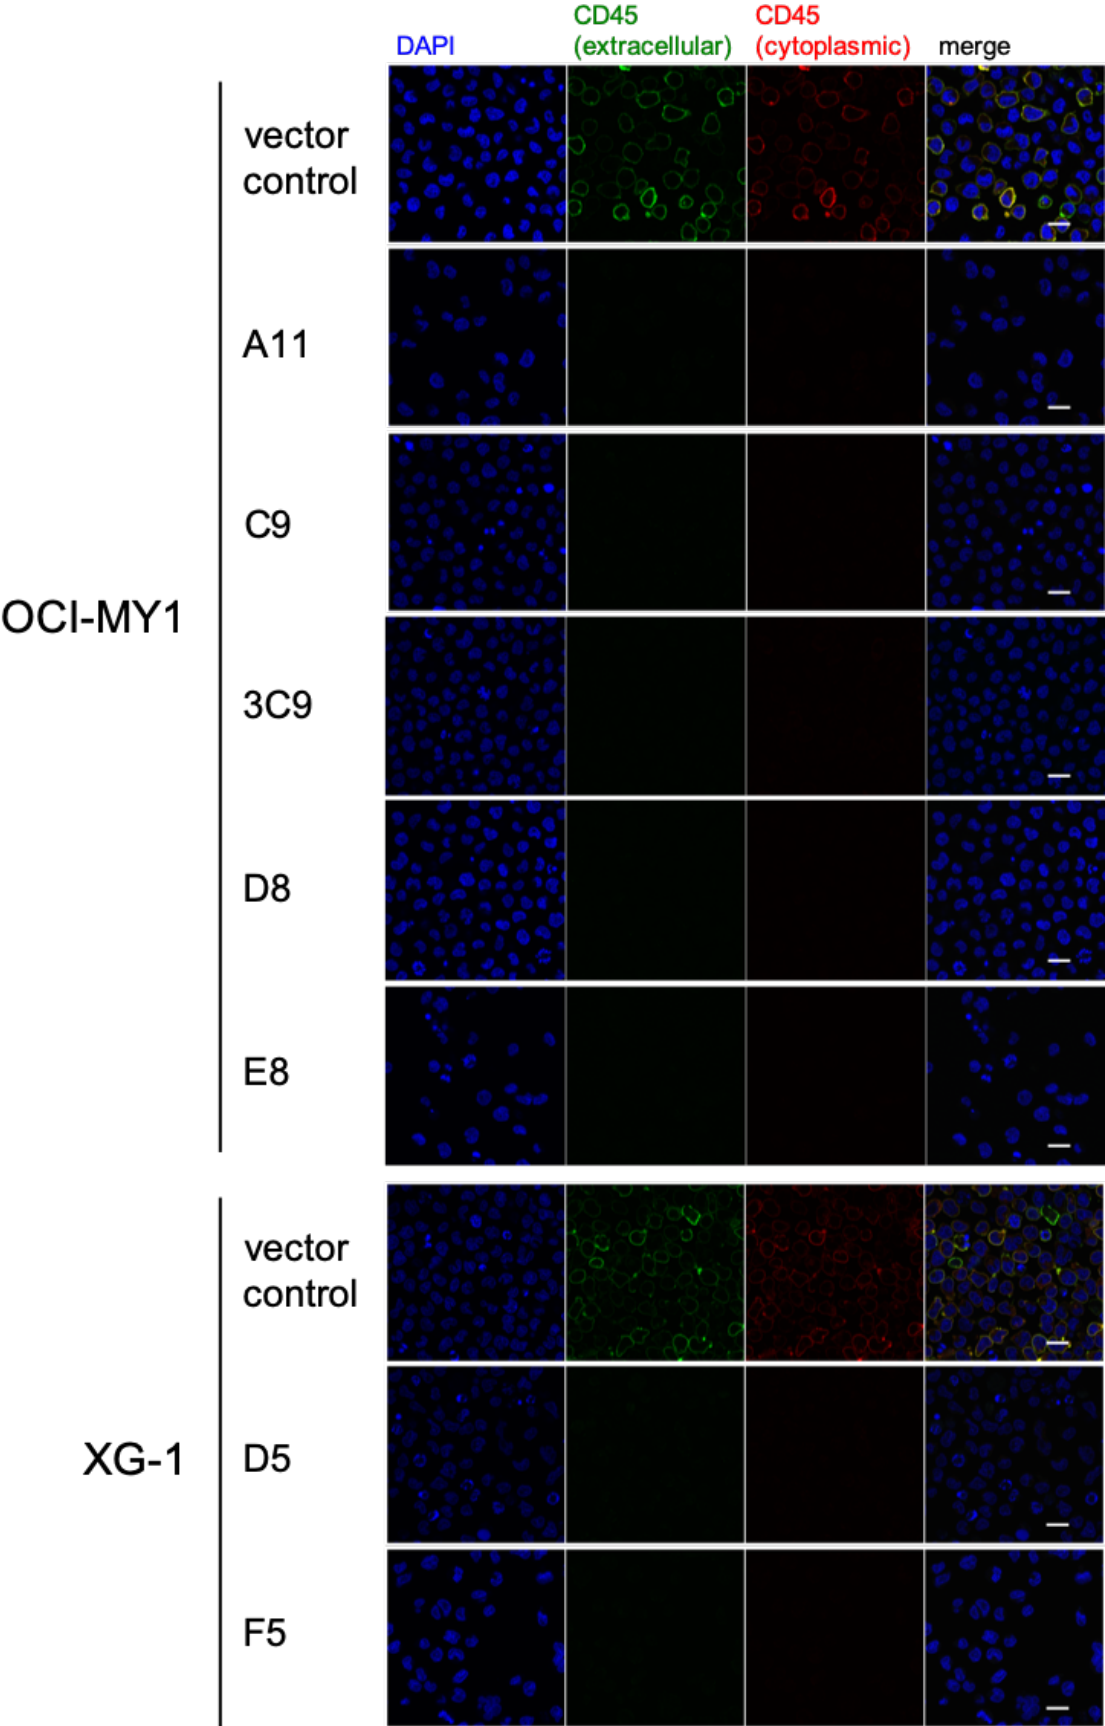 CD45 CD45
DAPI (extracellular) (cytoplasmic) merge
vector
control
A11
C9
OCI-MY1
3C9
D8
E8
vector
control
XG-1 D5
F5